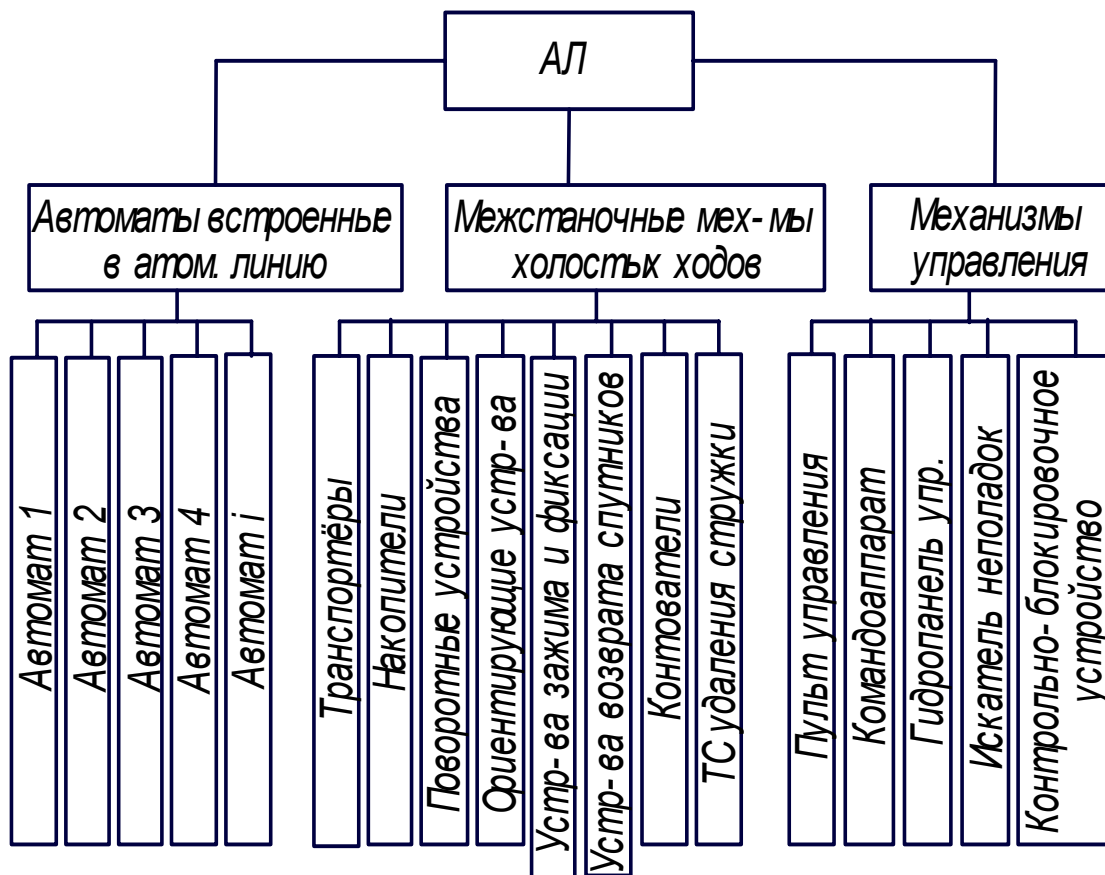 АЛ
Автоматы встроенные
в атом. линию
Межстаночные мех-мы
холостых ходов
Механизмы
управления
Автомат 1
Автомат 2
Автомат 3
Автомат 4
Автомат i
Транспортёры
Накопители
Поворотные устройства
Ориентирующие устр-ва
Устр-ва зажима и фиксации
Устр-ва возврата спутников
Контователи
ТС удаления стружки
Пульт управления
Командоаппарат
Гидропанель упр.
Искатель неполадок
Контрольно-блокировочное
устройство